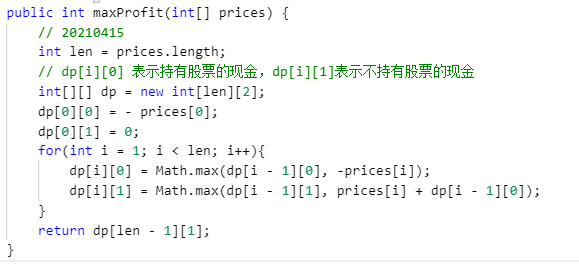 public int maxProfit(int[] prices) {
// 20210415
int len = prices.length;
// dp[i][0] 表示持有股票的现金，dp[i][1]表示不持有股票的现金
int[][] dp = new int[len][2];
dp[0][0] = - prices[0];
dp[0][1] = 0;
for(int i = 1; i < len; i++){
dp[i][0] = Math.max(dp[i - 1][0], -prices[i]);
dp[i][1] = Math.max(dp[i - 1][1], prices[i] + dp[i - 1][0]);
}
return dp[len - 1][1];
}